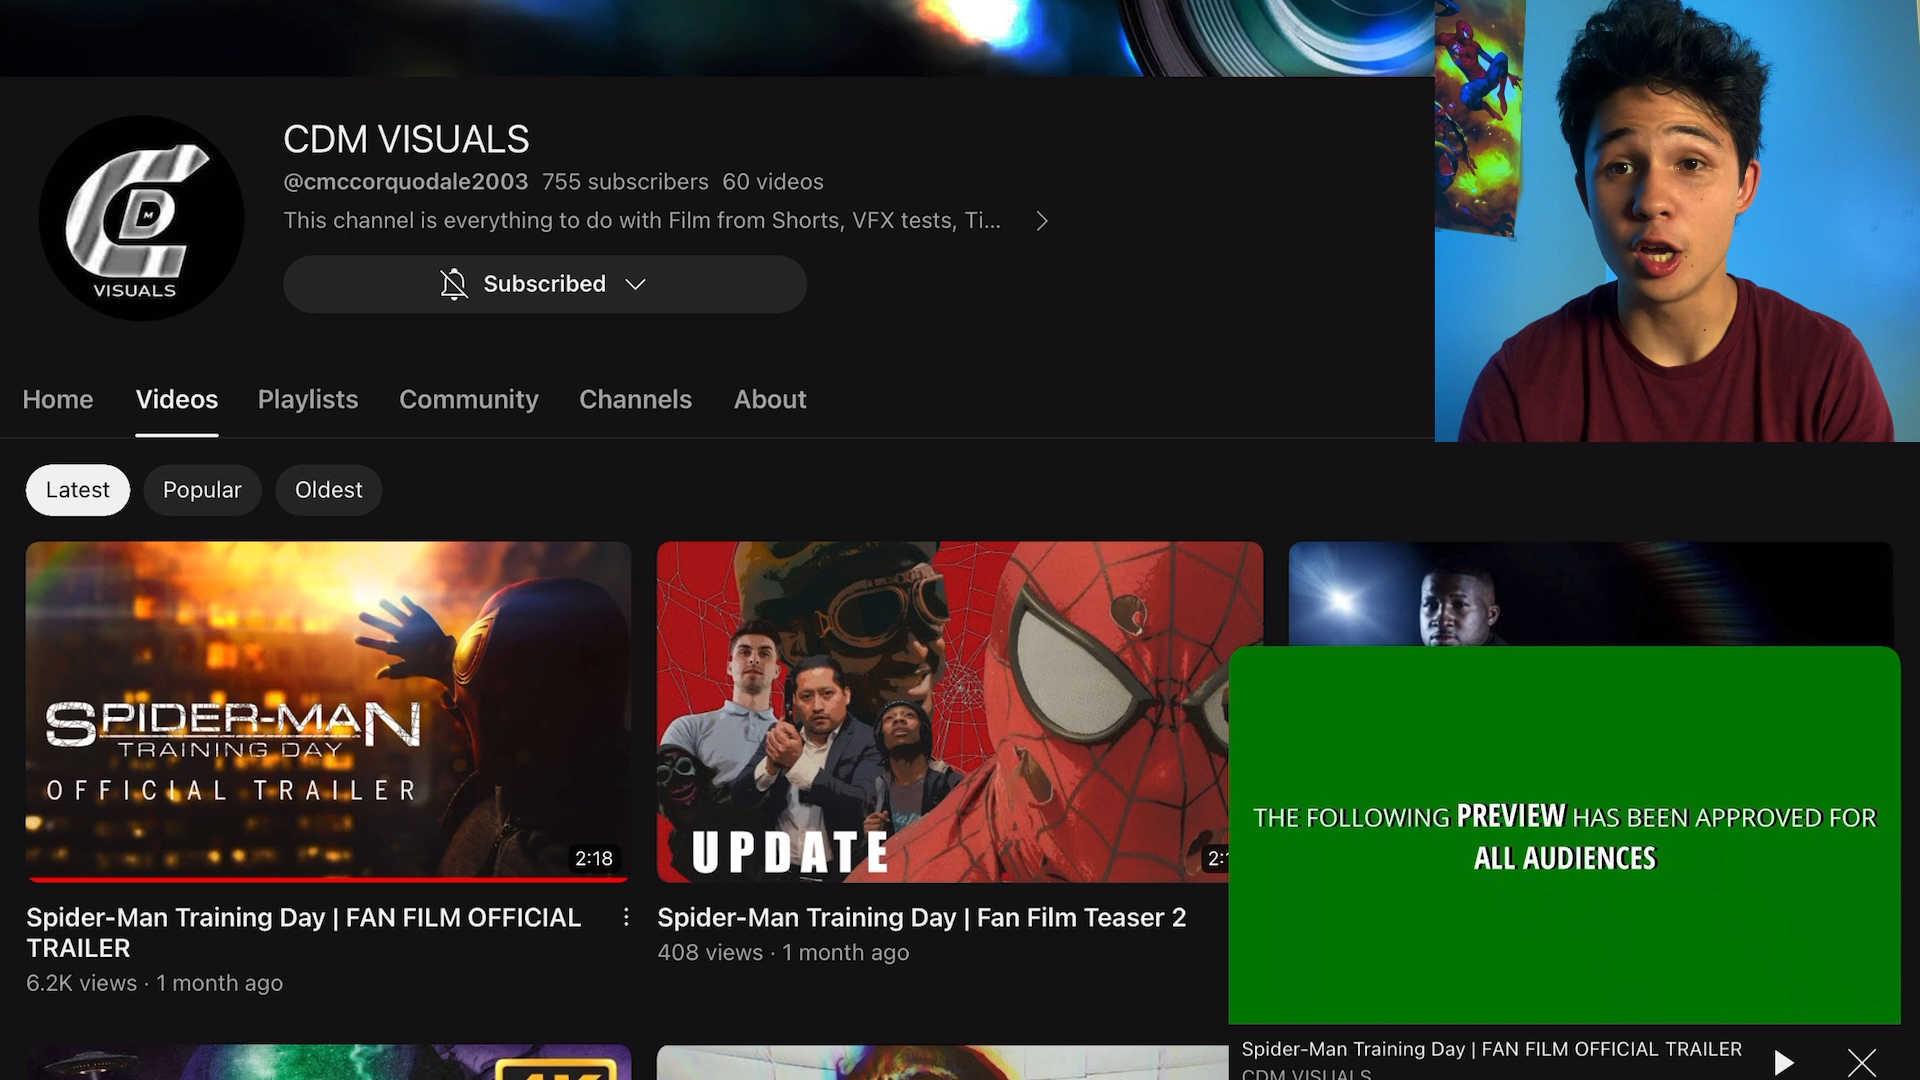 CDM VISUALS
@cmccorquodale2003 755 subscribers 60 videos
This channel is everything to do with Film from Shorts, VFX tests, Ti...
Subscribed
CD
M
VISUALS
Home Videos Playlists Community Channels About
Latest Popular Oldest
SPIDER-MAN
TRAINING DAY
OFFICIAL TRAILER
2:18
UPDATE
THE FOLLOWING PREVIEW HAS BEEN APPROVED FOR
ALL AUDIENCES
Spider-Man Training Day | FAN FILM OFFICIAL
TRAILER
6.2K views · 1 month ago
Spider-Man Training Day | Fan Film Teaser 2
408 views · 1 month ago
Spider-Man Training Day | FAN FILM OFFICIAL TRAILER
CDM VISUALS
4K